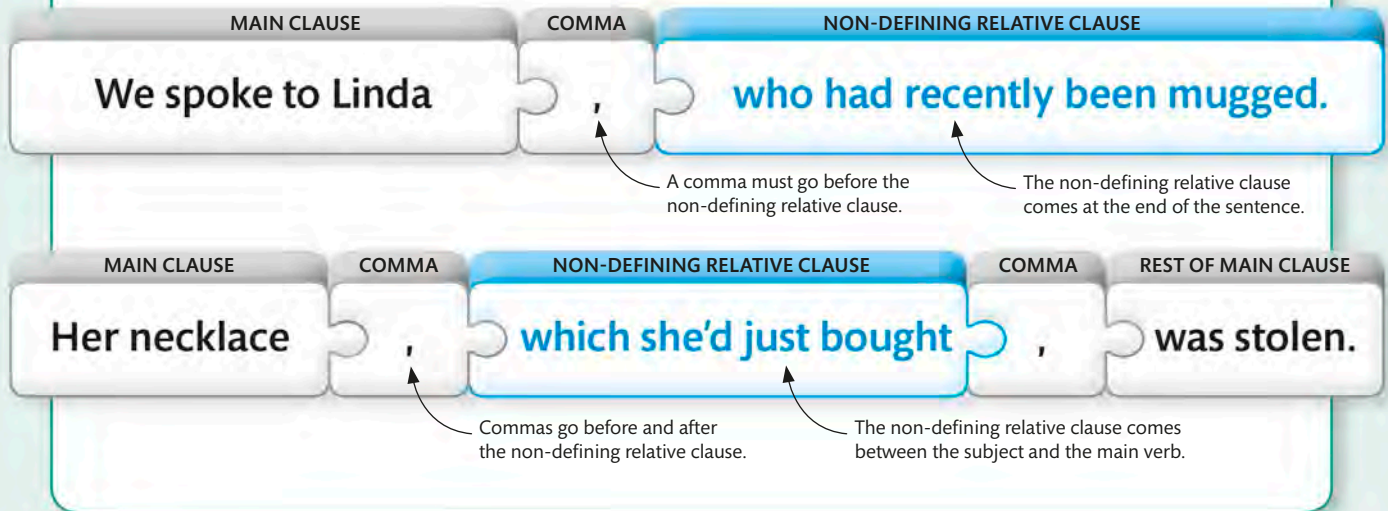 MAIN CLAUSE COMMA NON-DEFINING RELATIVE CLAUSE
We spoke to Linda , who had recently been mugged.
A comma must go before the
non-defining relative clause.
The non-defining relative clause
comes at the end of the sentence.
MAIN CLAUSE COMMA NON-DEFINING RELATIVE CLAUSE COMMA REST OF MAIN CLAUSE
Her necklace , which she'd just bought , was stolen.
Commas go before and after
the non-defining relative clause.
The non-defining relative clause comes
between the subject and the main verb.